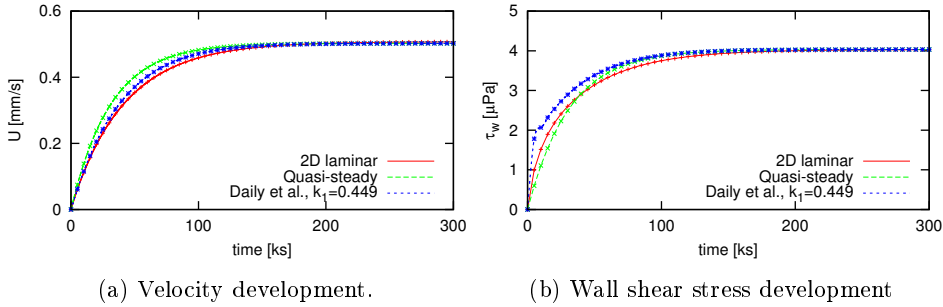 0.6
0.4
0.2
0
U [mm/s]
2D laminar
Quasi-steady
Daily et al., k1=0.449
0 100 200 300
time [ks]
(a) Velocity development.
5
4
3
2
1
0
τw [µPa]
2D laminar
Quasi-steady
Daily et al., k1=0.449
0 100 200 300
time [ks]
(b) Wall shear stress development